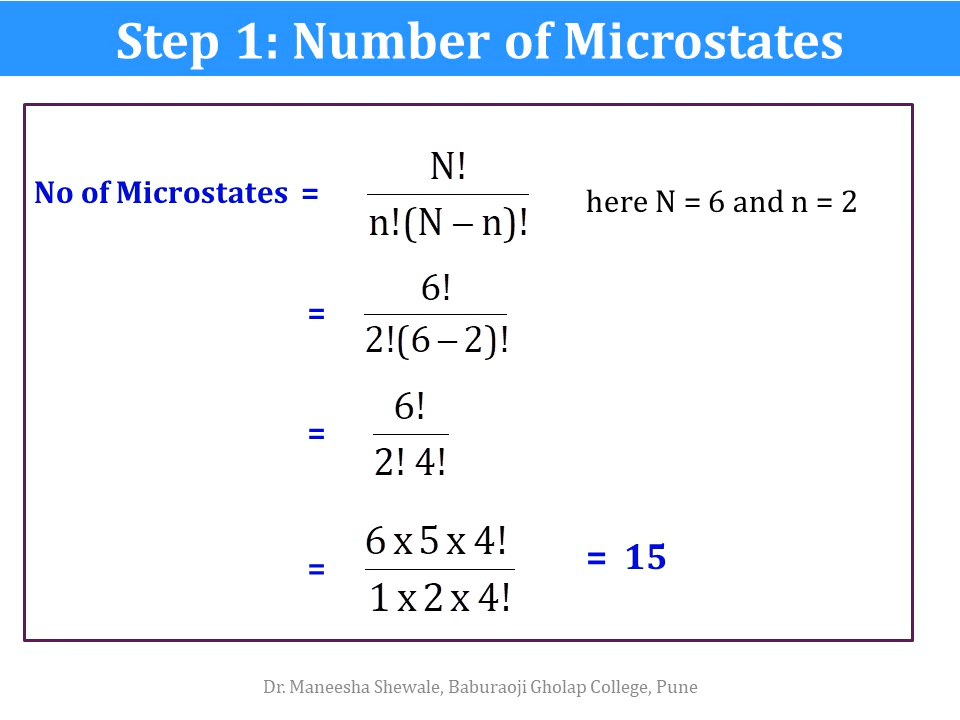 Step 1: Number of Microstates
No of Microstates =
N!
n!(N – n)!
here N = 6 and n = 2
=
6!
2!(6 – 2)!
=
6!
2! 4!
=
6 x 5 x 4!
1 x 2 x 4!
= 15
Dr. Maneesha Shewale, Baburaoji Gholap College, Pune